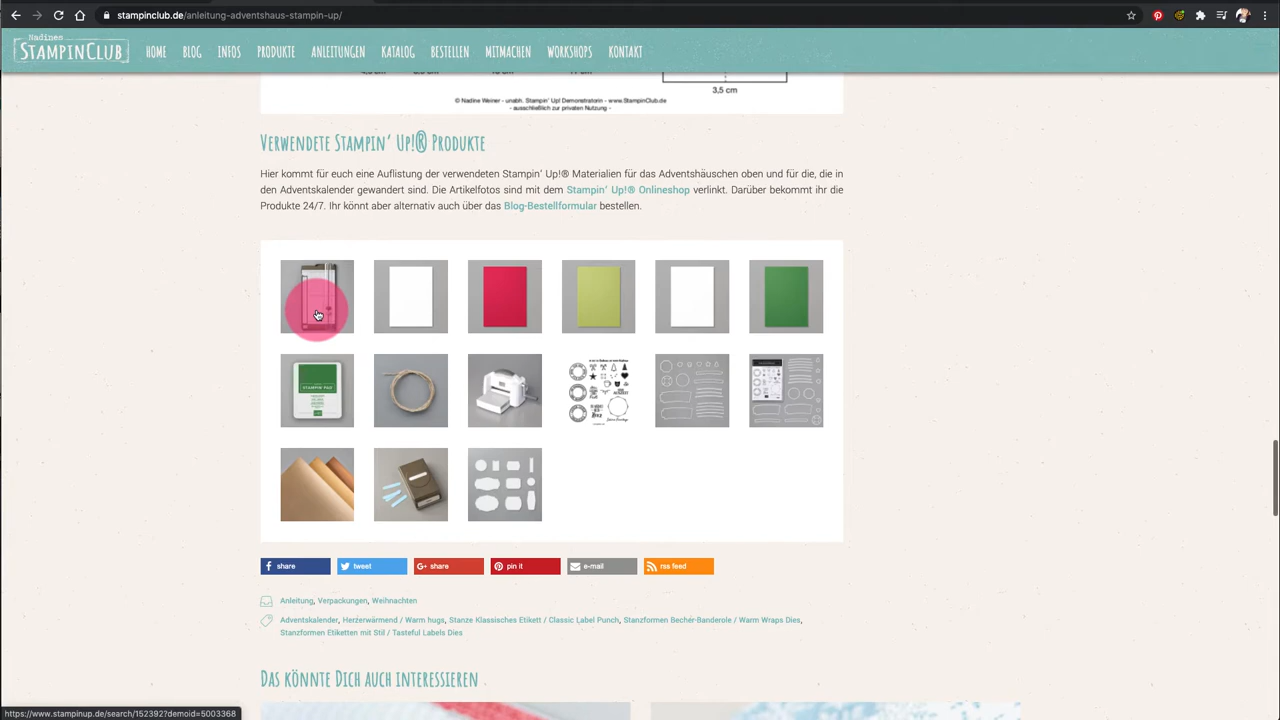 stampinclub.de/anleitung-adventshaus-5/
Nadines
StampinClub
HOME BLOG INFOS PRODUKTE ANLEITUNGEN KATALOG BESTELLEN MITMACHEN WORKSHOPS KONTAKT
3,5 cm
© Nadine Weiner - unabh. Stampin' Up! Demonstratorin - www.StampinClub.de
- ausschließlich zur privaten Nutzung -
Verwendete Stampin' Up!® Produkte
Hier kommt für euch eine Auflistung der verwendeten Stampin' Up!® Materialien für das Adventshäuschen oben und für die, die in
den Adventskalender gewandert sind. Die Artikelfotos sind mit dem Stampin' Up!® Onlineshop verlinkt. Darüber bekommt ihr die
Produkte 24/7. Ihr könnt aber alternativ auch über das Blog-Bestellformular bestellen.
share tweet share pin it e-mail rss feed
Anleitung, Verpackungen, Weihnachten
Adventskalender, Herzerwärmend / Warm hugs, Stanze Klassisches Etikett / Classic Label Punch, Stanzformen Becher-Banderole / Warm Wraps Dies,
Stanzformen Etiketten mit Stil / Tasteful Labels Dies
Das könnte Dich auch interessieren
https://www.stampinup.de/search/152392?demoid=5003368